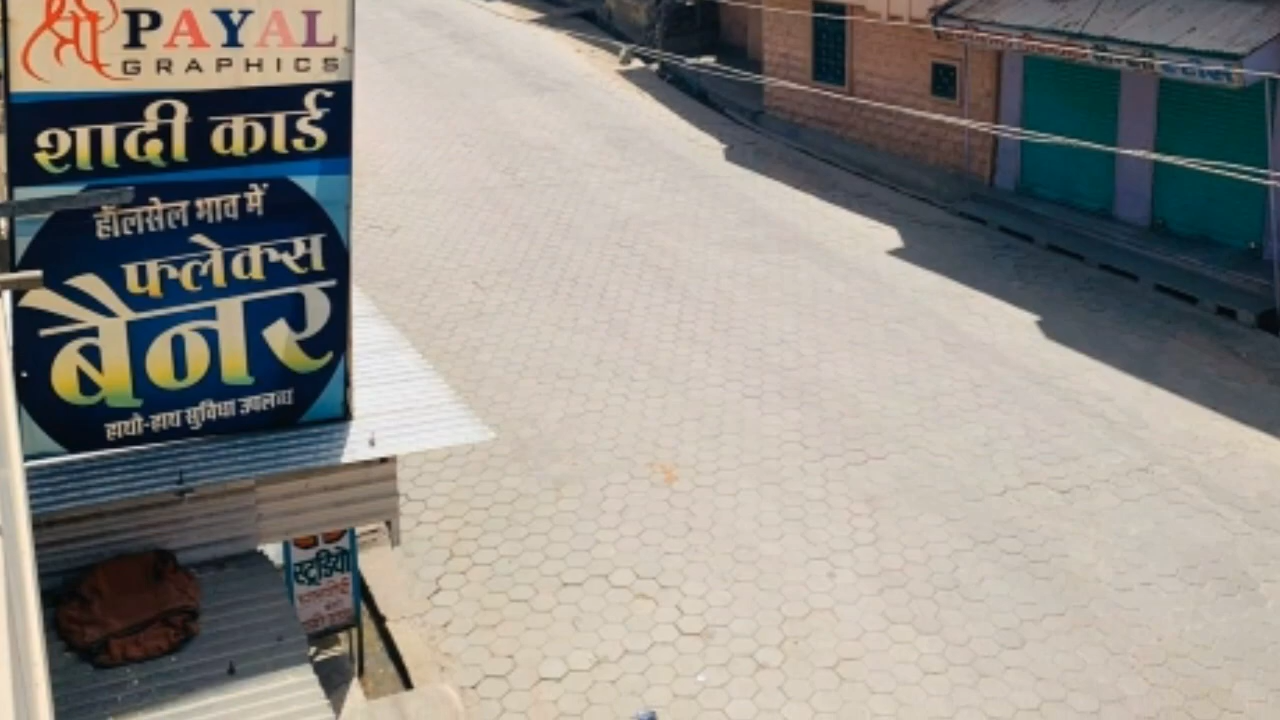 श्री PAYAL
GRAPHICS
शादी कार्ड
हॉलसेल भाव में
फ्लेक्स
बैनर
हाथो-हाथ सुविधा उपलब्ध
स्टूडियो